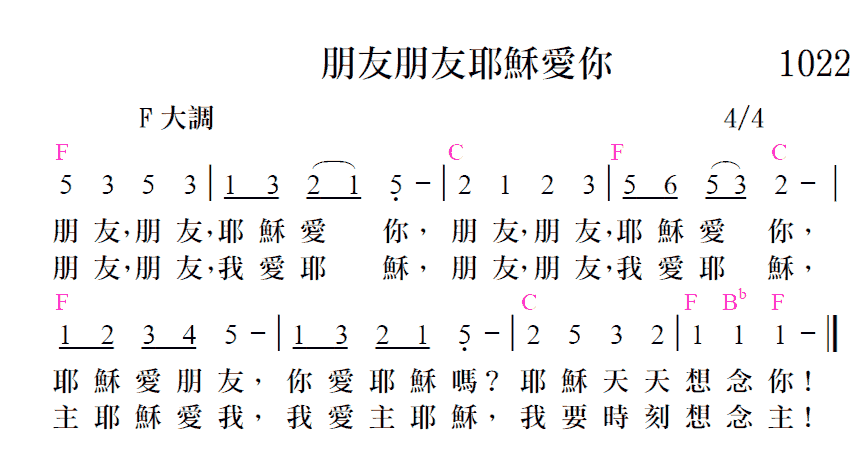 朋友朋友耶穌愛你 1022
F 大調 4/4
F C F C
5 3 5 3 | 1 3 2 1 5 － | 2 1 2 3 | 5 6 5 3 2 － |
朋 友，朋 友，耶 穌 愛 你， 朋 友，朋 友，耶 穌 愛 你，
朋 友，朋 友，我 愛 耶 穌， 朋 友，朋 友，我 愛 耶 穌，
F C F Bb F
1 2 3 4 5 － | 1 3 2 1 5 － | 2 5 3 2 | 1 1 1 － ‖
耶 穌 愛 朋 友， 你 愛 耶 穌 嗎？ 耶 穌 天 天 想 念 你！
主 耶 穌 愛 我， 我 愛 主 耶 穌， 我 要 時 刻 想 念 主！